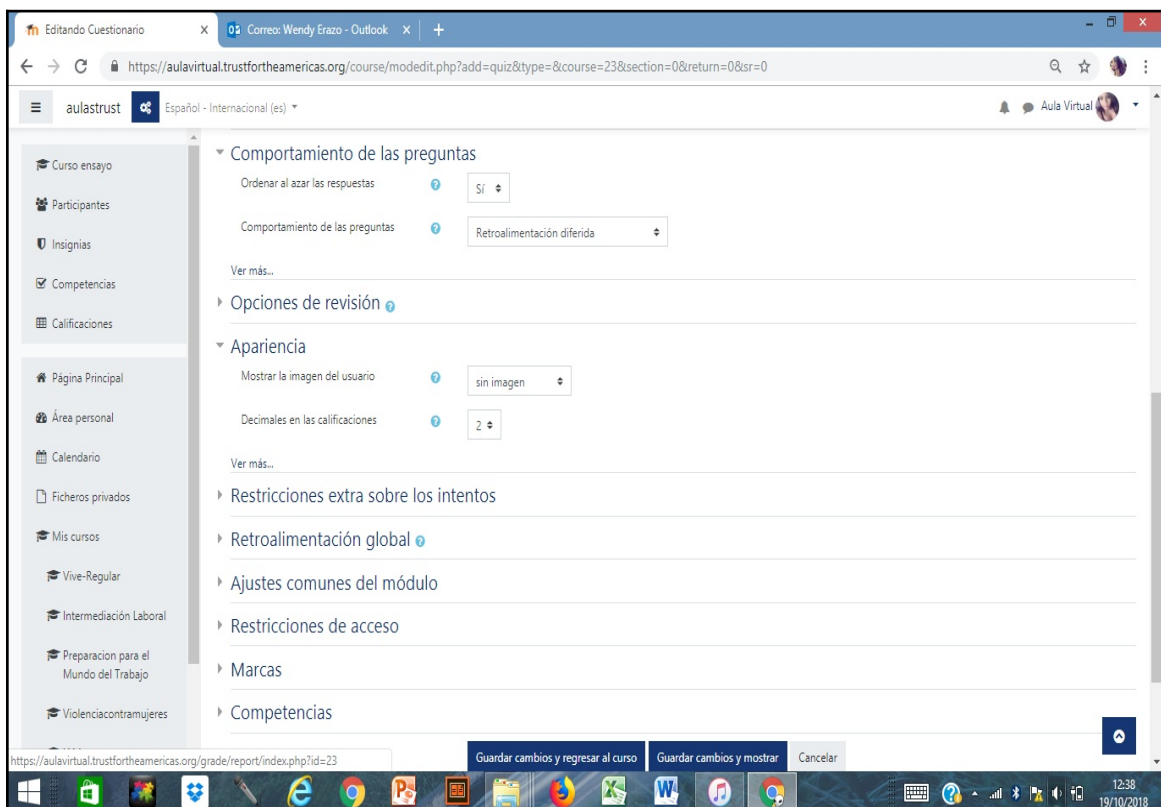 Editando Cuestionario
Correo: Wendy Erazo - Outlook
https://aulavirtual.trustfortheamericas.org/course/modedit.php?add=quiz&type=&course=23&section=0&return=0&sr=0
aulastrust
Español - Internacional (es)
Aula Virtual
Curso ensayo
Participantes
Insignias
Competencias
Calificaciones
Página Principal
Área personal
Calendario
Ficheros privados
Mis cursos
Vive-Regular
Intermediación Laboral
Preparacion para el
Mundo del Trabajo
Violenciacontramujeres
Comportamiento de las preguntas
Ordenar al azar las respuestas
Sí
Comportamiento de las preguntas
Retroalimentación diferida
Ver más...
Opciones de revisión
Apariencia
Mostrar la imagen del usuario
sin imagen
Decimales en las calificaciones
2
Ver más...
Restricciones extra sobre los intentos
Retroalimentación global
Ajustes comunes del módulo
Restricciones de acceso
Marcas
Competencias
Guardar cambios y regresar al curso
Guardar cambios y mostrar
Cancelar
https://aulavirtual.trustfortheamericas.org/grade/report/index.php?id=23
12:38
19/10/2018